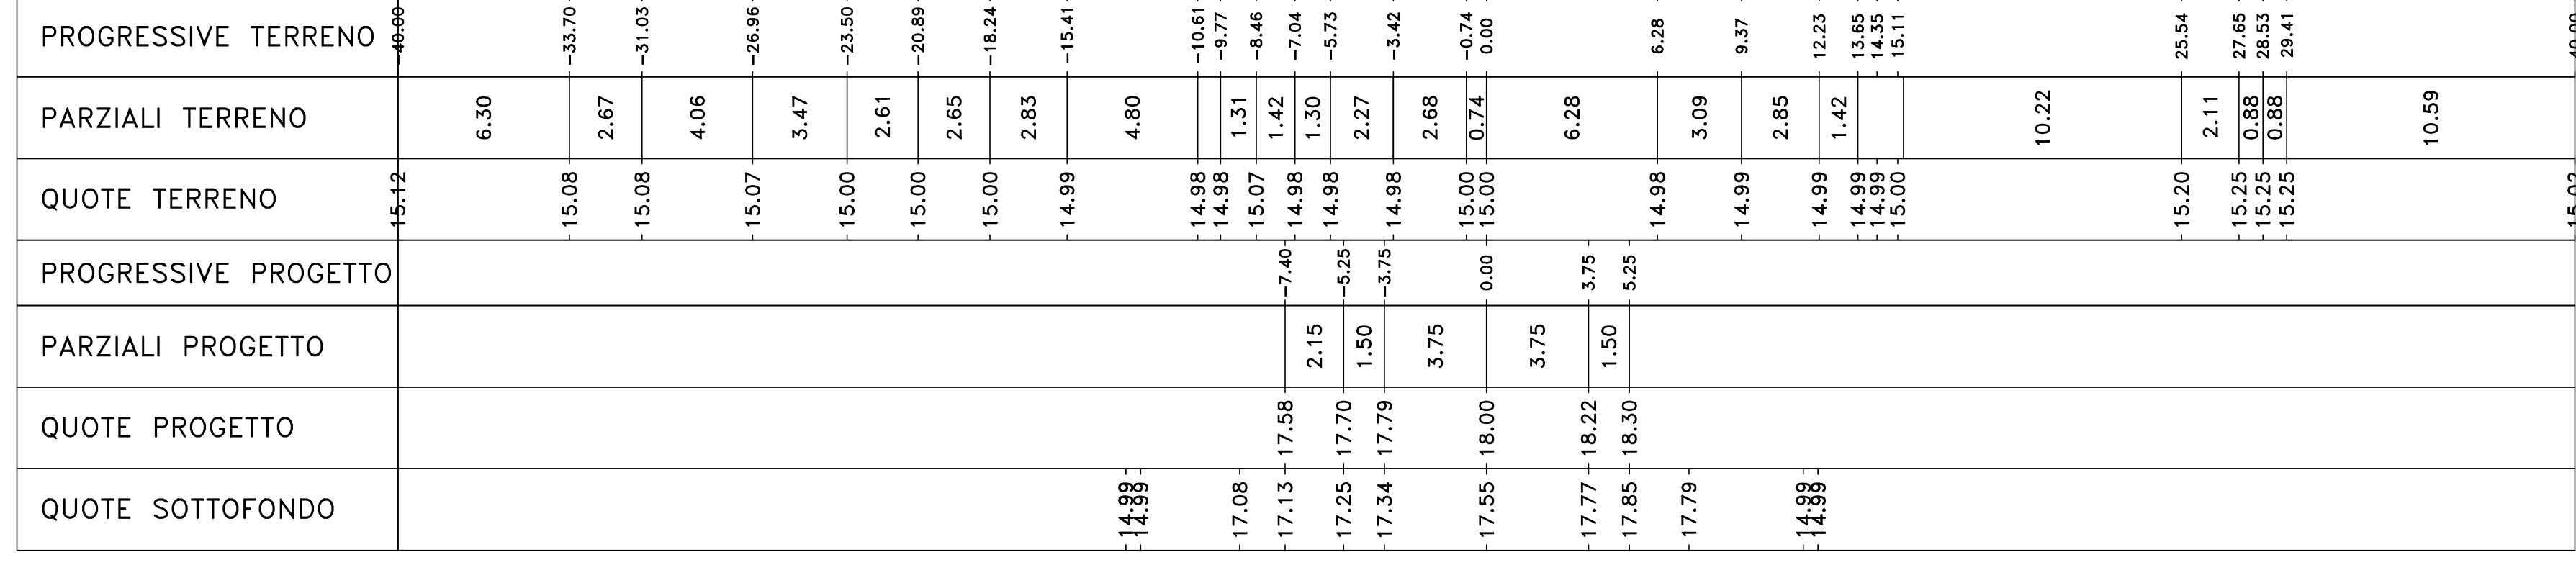 PROGRESSIVE TERRENO -40.00 -33.70 -31.03 -26.96 -23.50 -20.89 -18.24 -15.41 -10.61 -9.77 -8.46 -7.04 -5.73 -3.42 -0.74 0.00 6.28 9.37 12.23 13.65 14.35 15.11 25.54 27.65 28.53 29.41
PARZIALI TERRENO 6.30 2.67 4.06 3.47 2.61 2.65 2.83 4.80 1.31 1.42 1.30 2.27 2.68 0.74 6.28 3.09 2.85 1.42 10.22 2.11 0.88 0.88 10.59
QUOTE TERRENO 15.12 15.08 15.08 15.07 15.00 15.00 15.00 14.99 14.98 14.98 15.07 14.98 14.98 14.98 15.00 15.00 14.98 14.99 14.99 14.99 14.99 15.00 15.20 15.25 15.25 15.25
PROGRESSIVE PROGETTO -7.40 -5.25 -3.75 0.00 3.75 5.25
PARZIALI PROGETTO 2.15 1.50 3.75 3.75 1.50
QUOTE PROGETTO 17.58 17.70 17.79 18.00 18.22 18.30
QUOTE SOTTOFONDO 14.99 14.99 17.08 17.13 17.25 17.34 17.55 17.77 17.85 17.79 14.99 14.99